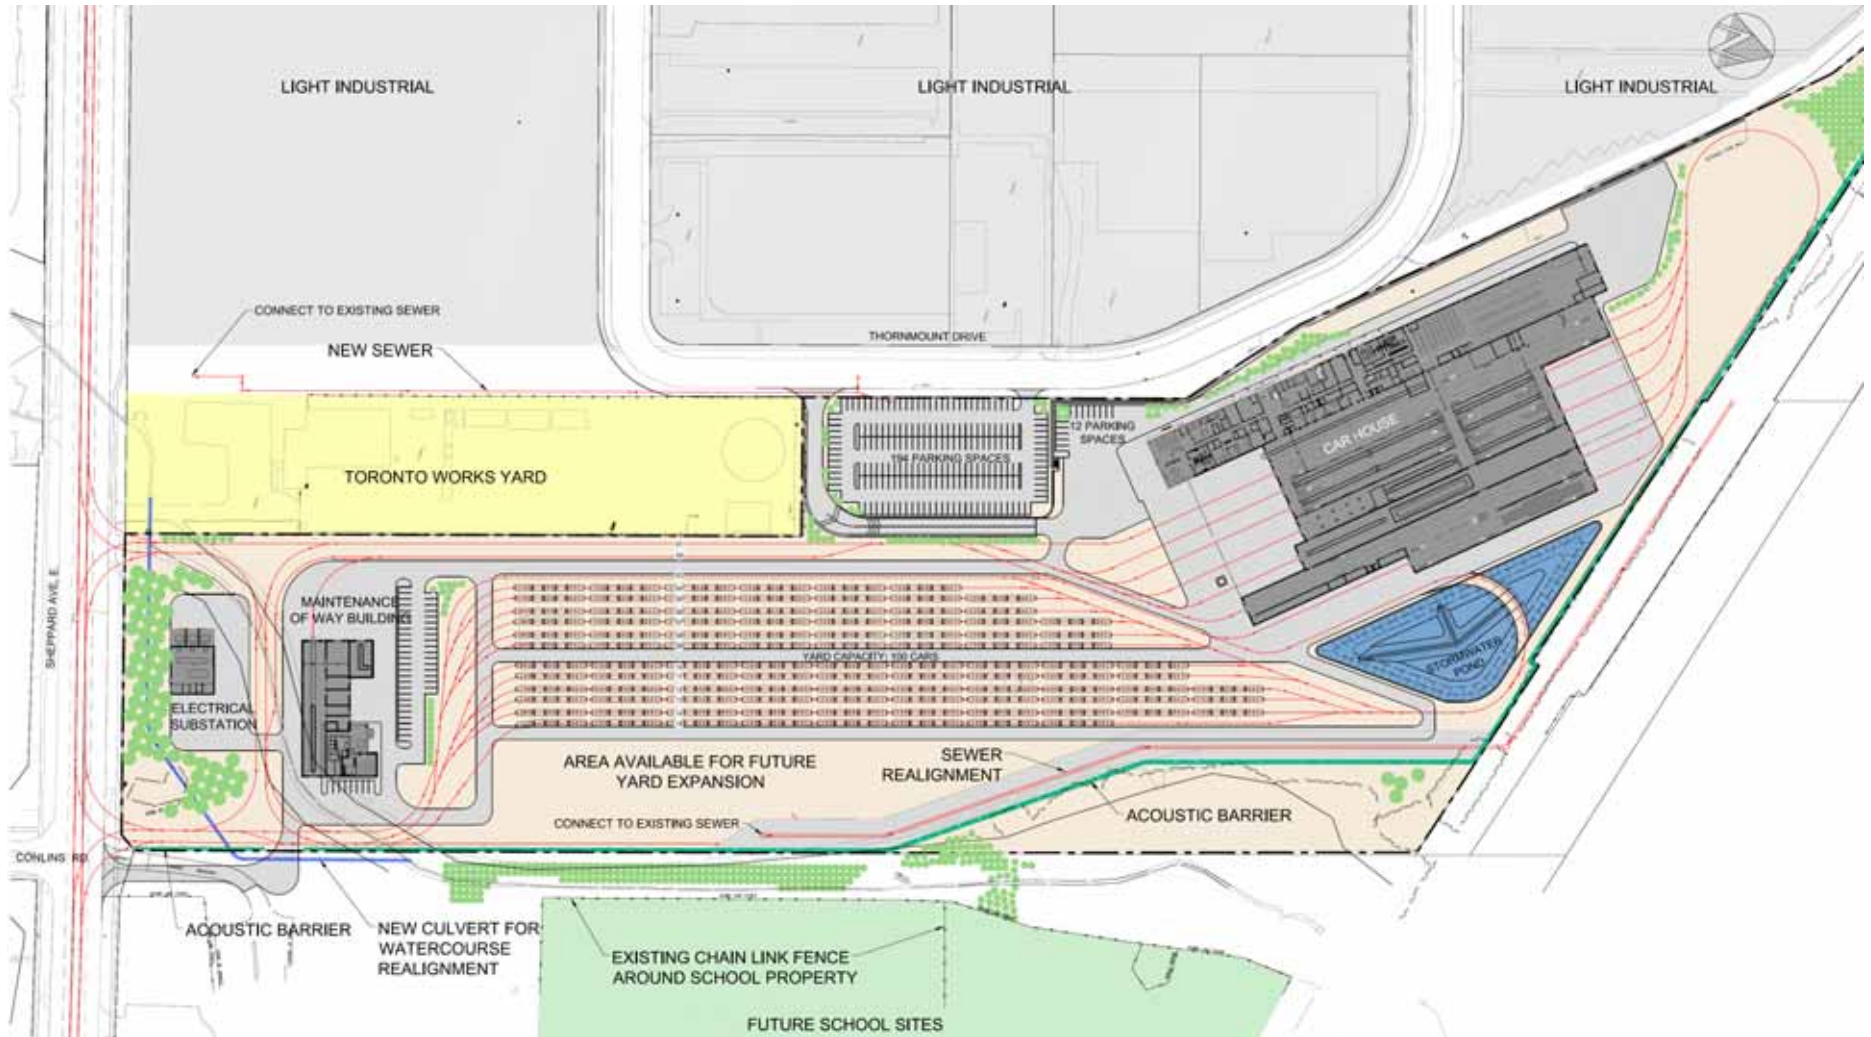 LIGHT INDUSTRIAL
LIGHT INDUSTRIAL
LIGHT INDUSTRIAL
CONNECT TO EXISTING SEWER
NEW SEWER
THORNMOUNT DRIVE
TORONTO WORKS YARD
194 PARKING SPACES
12 PARKING
SPACES
CAR HOUSE
SHEPPARD AVE. E.
MAINTENANCE
OF WAY BUILDING
YARD CAPACITY: 100 CARS
STORMWATER
POND
ELECTRICAL
SUBSTATION
AREA AVAILABLE FOR FUTURE
YARD EXPANSION
SEWER
REALIGNMENT
CONNECT TO EXISTING SEWER
ACOUSTIC BARRIER
CONLINS RD.
ACOUSTIC BARRIER
NEW CULVERT FOR
WATERCOURSE
REALIGNMENT
EXISTING CHAIN LINK FENCE
AROUND SCHOOL PROPERTY
FUTURE SCHOOL SITES